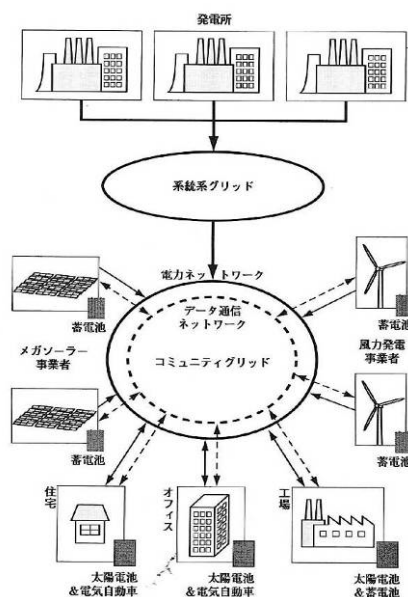 発電所
系統系グリッド
電力ネットワーク
データ通信
ネットワーク
コミュニティグリッド
蓄電池
メガソーラー
事業者
蓄電池
蓄電池
風力発電
事業者
蓄電池
住宅
太陽電池
&電気自動車
オフィス
太陽電池
&電気自動車
工場
太陽電池
&蓄電池